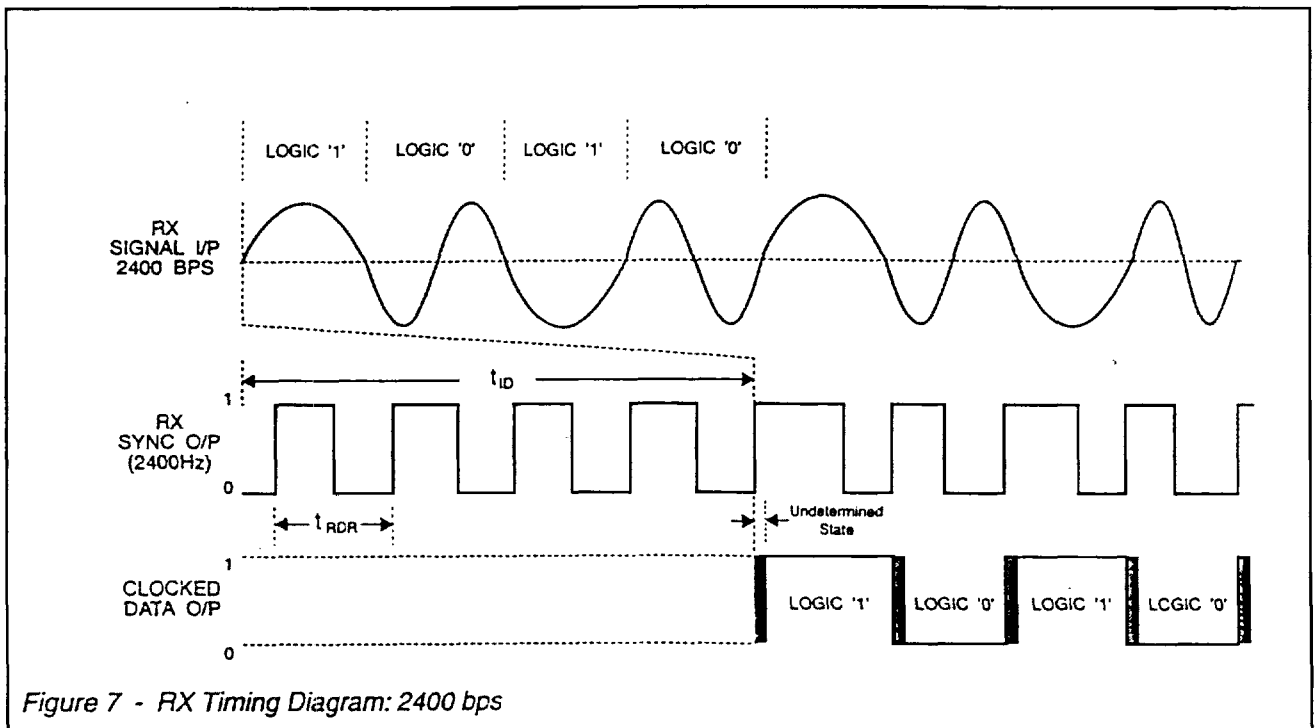 LOGIC '1' LOGIC '0' LOGIC '1' LOGIC '0'
RX
SIGNAL I/P
2400 BPS
tID
1
RX
SYNC O/P
(2400Hz)
0
tRDR
Undetermined
State
1
CLOCKED
DATA O/P
LOGIC '1' LOGIC '0' LOGIC '1' LCGIC '0'
0
Figure 7 - RX Timing Diagram: 2400 bps